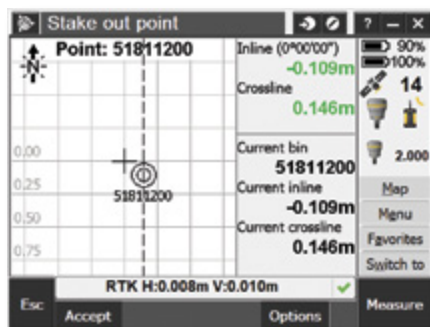 Stake out point
? – ×
Point: 51811200
N
0.00
0.25
0.50
0.75
51811200
Inline (0°00'00")
-0.109m
Crossline
0.146m
Current bin
51811200
Current inline
-0.109m
Current crossline
0.146m
90%
100%
14
2.000
Map
Menu
Favorites
Switch to
RTK H:0.008m V:0.010m
Esc
Accept
Options
Measure